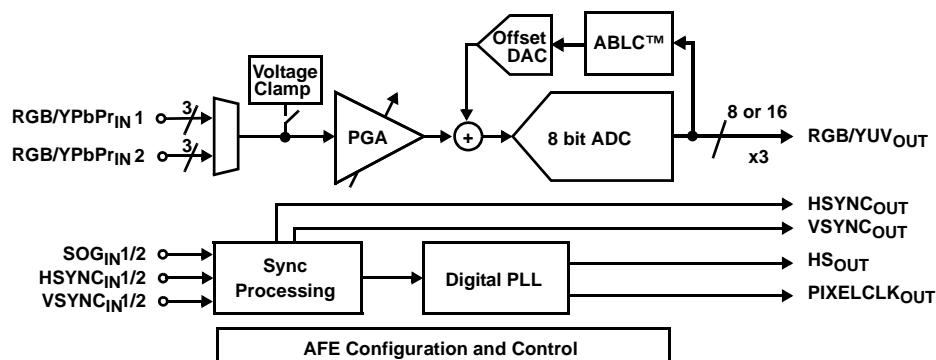 Offset
DAC
ABLC™
Voltage
Clamp
RGB/YPbPrIN 1
3
8 or 16
PGA
+
8 bit ADC
RGB/YUVOUT
RGB/YPbPrIN 2
3
x3
HSYNCOUT
VSYNCOUT
SOGIN1/2
HSYNCIN1/2
VSYNCIN1/2
Sync
Processing
Digital PLL
HSOUT
PIXELCLKOUT
AFE Configuration and Control